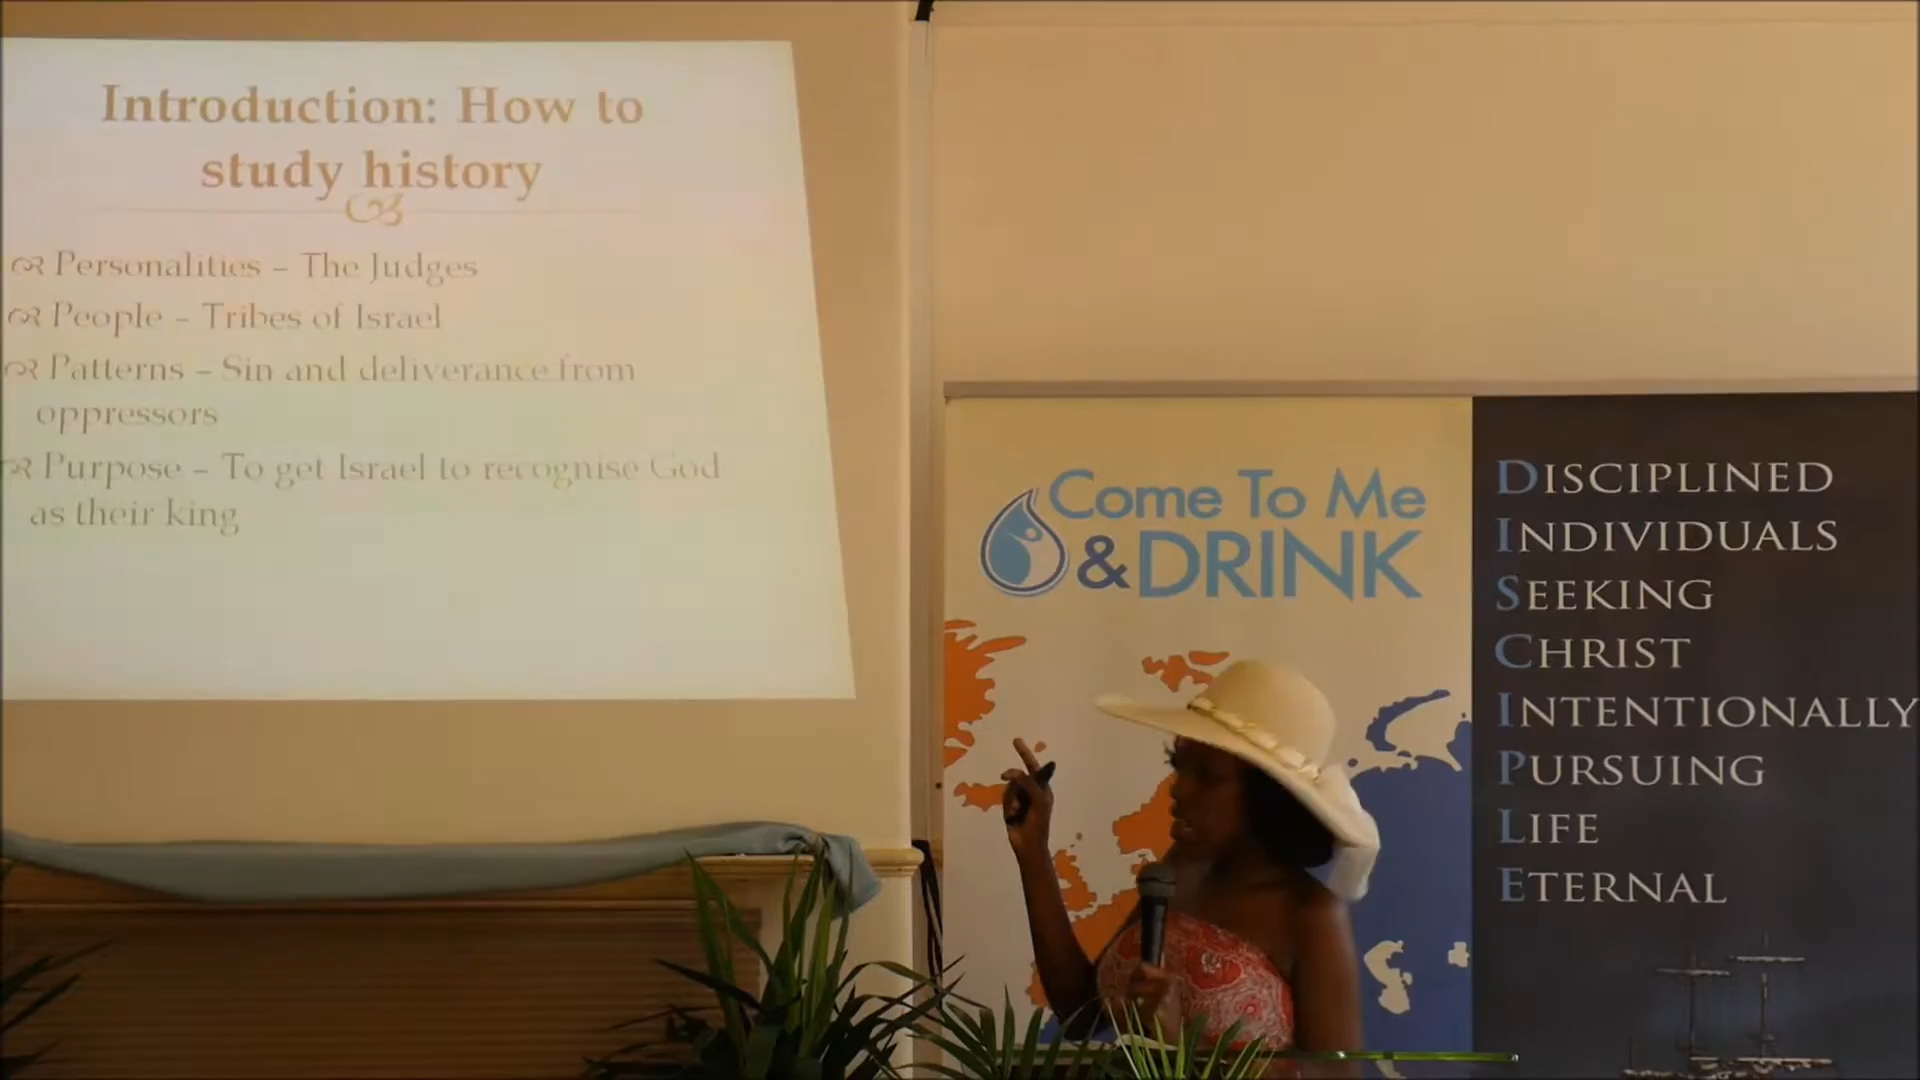 Introduction: How to
study history
Personalities – The Judges
People – Tribes of Israel
Patterns – Sin and deliverance from
oppressors
Purpose – To get Israel to recognise God
as their king
Come To Me
& DRINK
DISCIPLINED
INDIVIDUALS
SEEKING
CHRIST
INTENTIONALLY
PURSUING
LIFE
ETERNAL